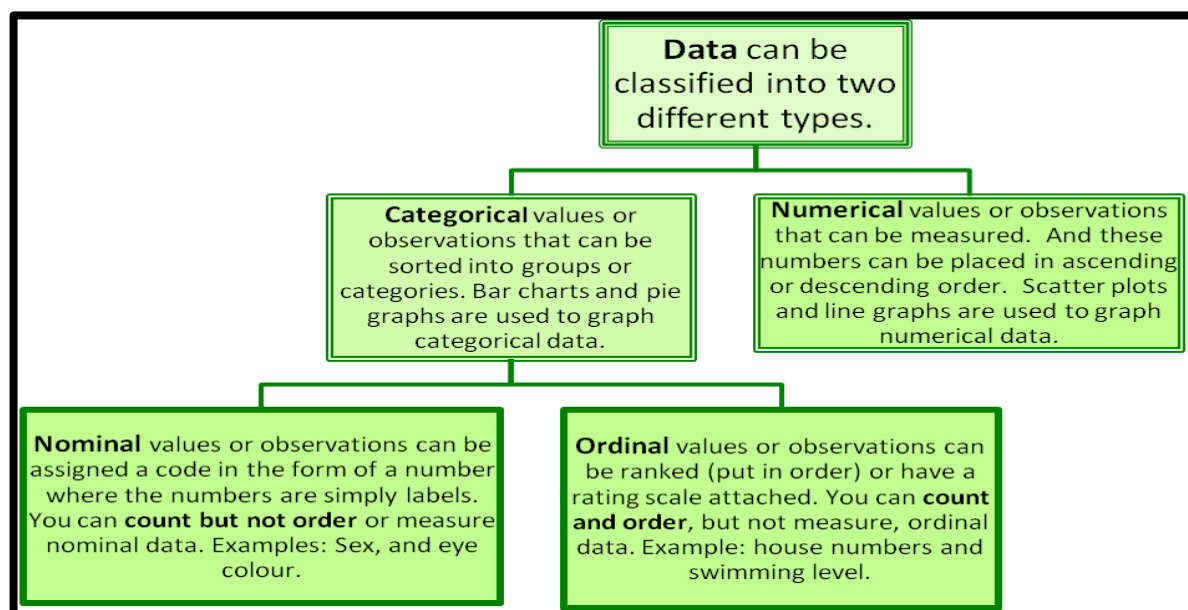 Data can be
classified into two
different types.
Categorical values or
observations that can be
sorted into groups or
categories. Bar charts and pie
graphs are used to graph
categorical data.
Numerical values or observations
that can be measured.  And these
numbers can be placed in ascending
or descending order.  Scatter plots
and line graphs are used to graph
numerical data.
Nominal values or observations can be
assigned a code in the form of a number
where the numbers are simply labels.
You can count but not order or measure
nominal data. Examples: Sex, and eye
colour.
Ordinal values or observations can
be ranked (put in order) or have a
rating scale attached. You can count
and order, but not measure, ordinal
data. Example: house numbers and
swimming level.